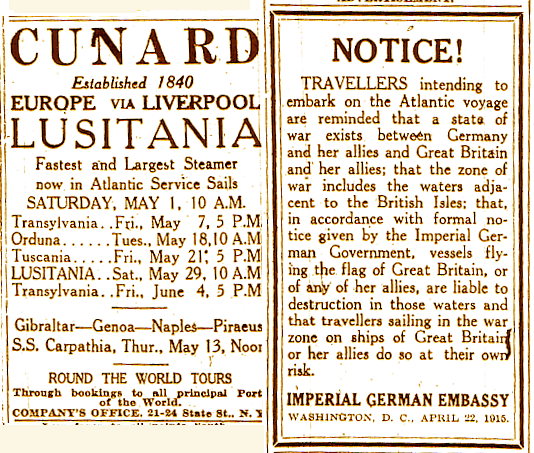 CUNARD
Established 1840
EUROPE VIA LIVERPOOL
LUSITANIA
Fastest and Largest Steamer
now in Atlantic Service Sails
SATURDAY, MAY 1, 10 A.M.
Transylvania..Fri., May 7, 5 P.M
Orduna......Tues., May 18, 10 A.M
Tuscania.....Fri., May 21, 5 P.M
LUSITANIA..Sat., May 29, 10 A.M
Transylvania..Fri., June 4, 5 P.M
Gibraltar—Genoa—Naples—Piraeus
S.S. Carpathia, Thur., May 13, Noon
ROUND THE WORLD TOURS
Through bookings to all principal Port
of the World.
COMPANY'S OFFICE. 21-24 State St., N. Y
ADVERTISEMENT.
NOTICE!
TRAVELLERS intending to
embark on the Atlantic voyage
are reminded that a state of
war exists between Germany
and her allies and Great Britain
and her allies; that the zone of
war includes the waters adja-
cent to the British Isles; that,
in accordance with formal no-
tice given by the Imperial Ger-
man Government, vessels fly-
ing the flag of Great Britain, or
of any of her allies, are liable to
destruction in those waters and
that travellers sailing in the war
zone on ships of Great Britain
or her allies do so at their own
risk.
IMPERIAL GERMAN EMBASSY
WASHINGTON, D. C., APRIL 22, 1915.